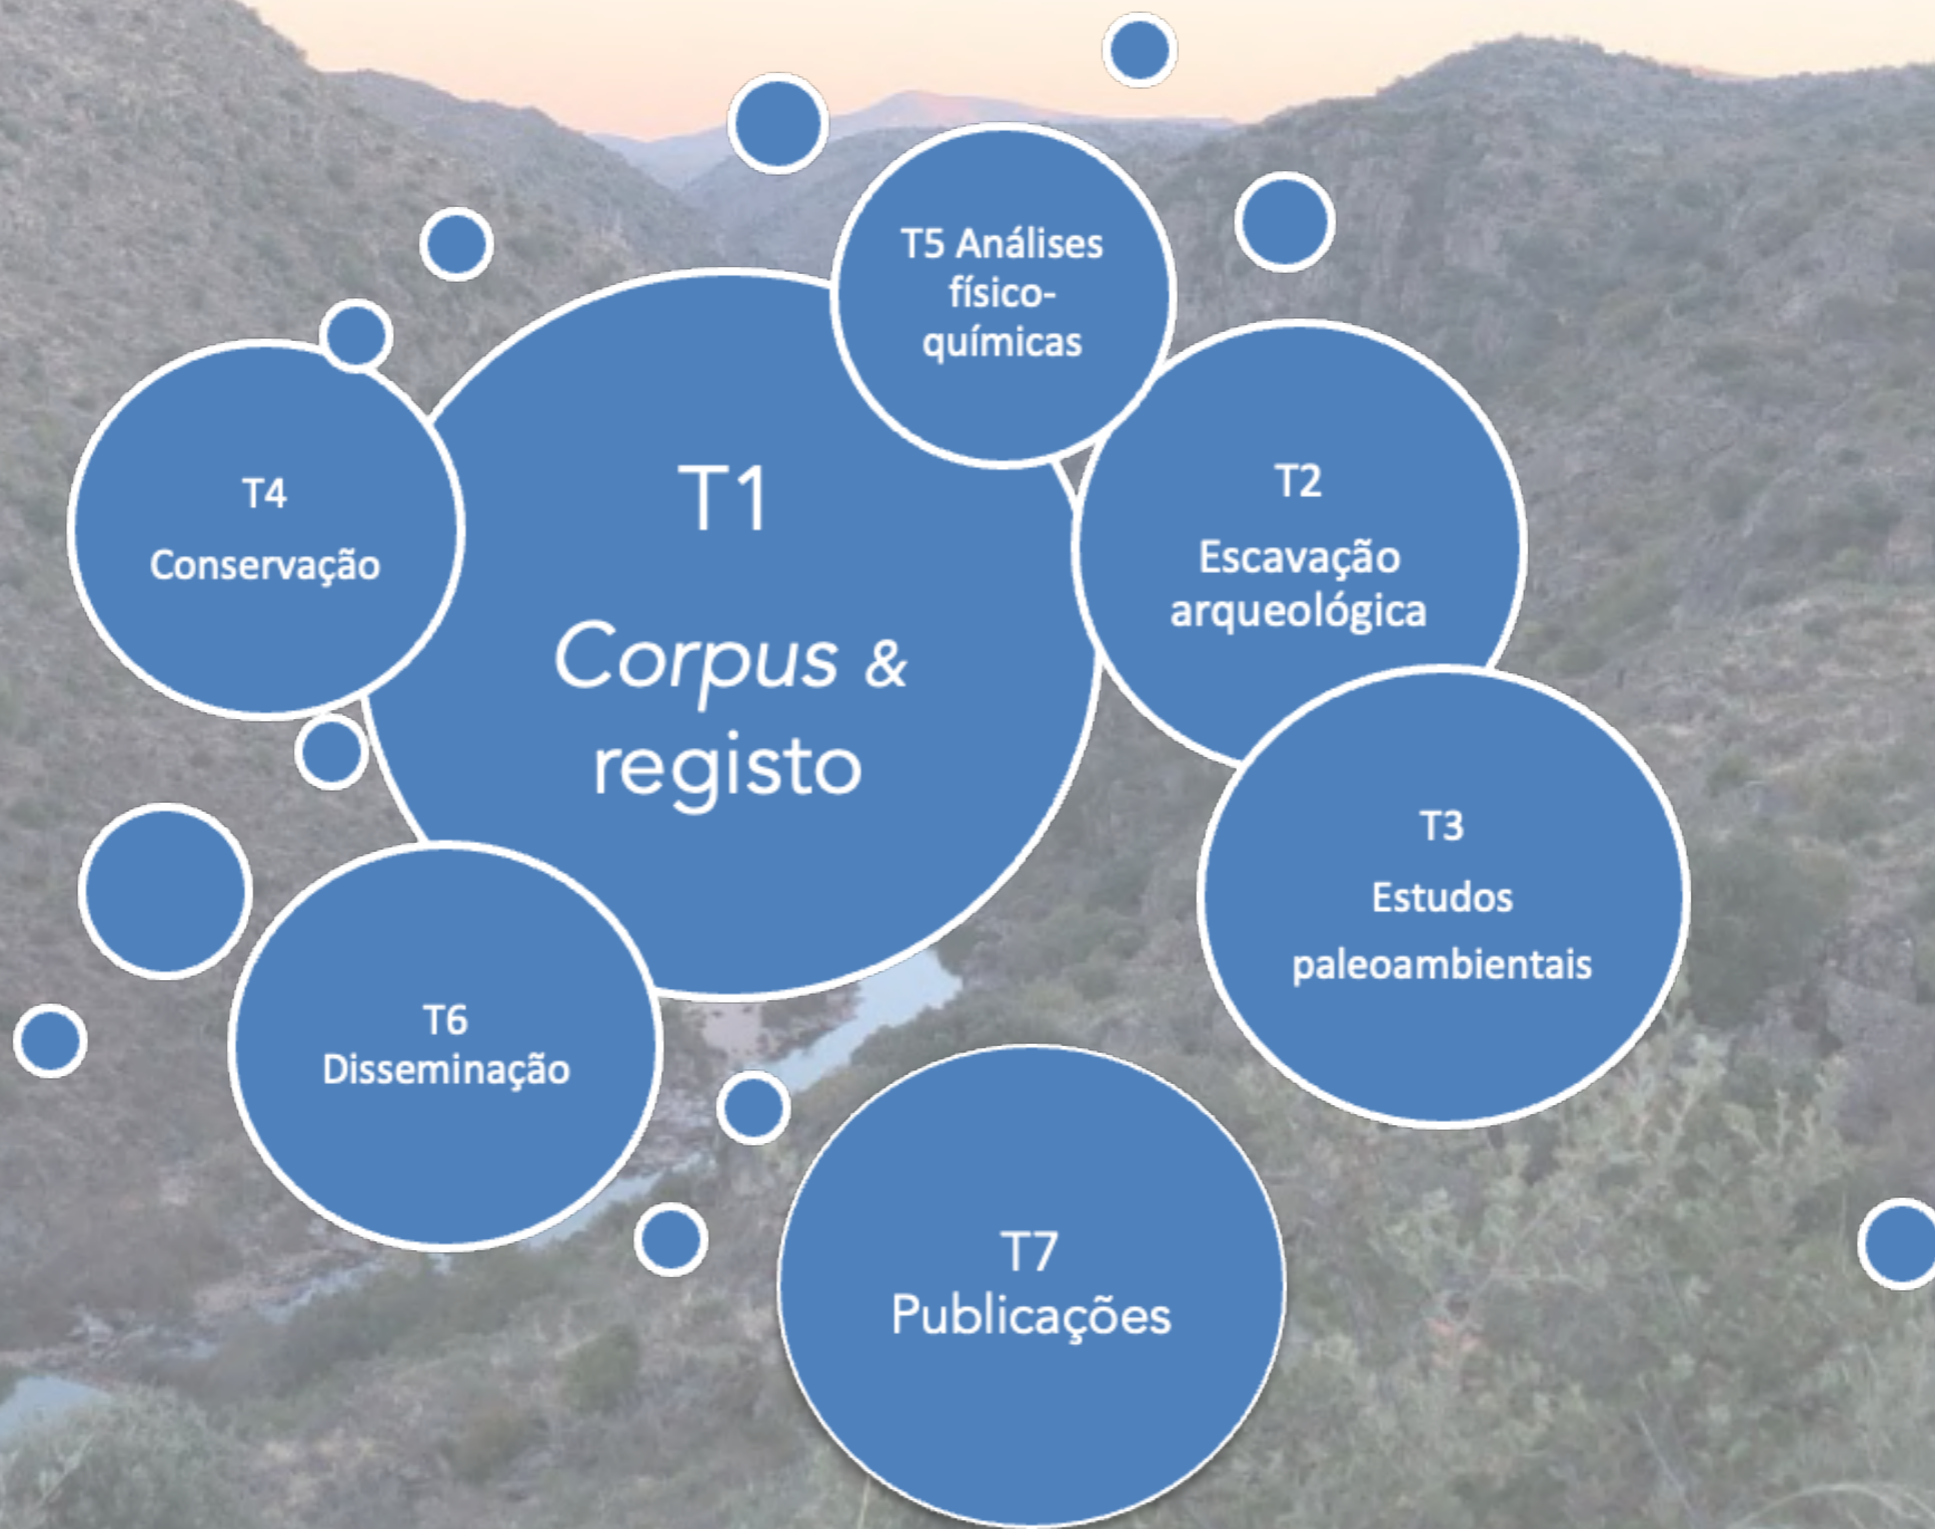 T1
Corpus &
registo
T2
Escavação
arqueológica
T3
Estudos
paleoambientais
T4
Conservação
T5 Análises
físico-
químicas
T6
Disseminação
T7
Publicações